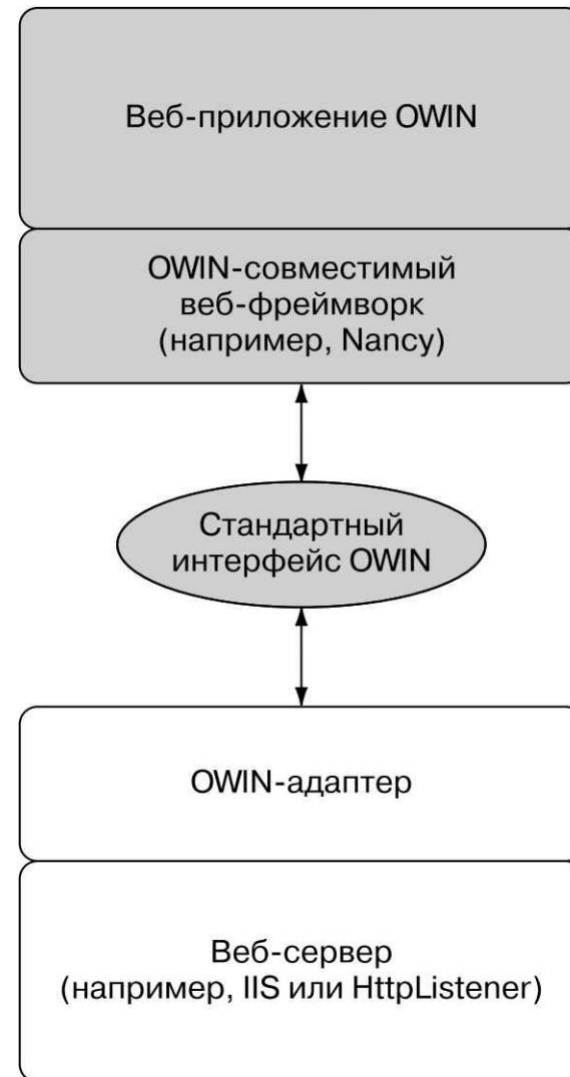 Веб-приложение OWIN
OWIN-совместимый
веб-фреймворк
(например, Nancy)
Стандартный
интерфейс OWIN
OWIN-адаптер
Веб-сервер
(например, IIS или HttpListener)